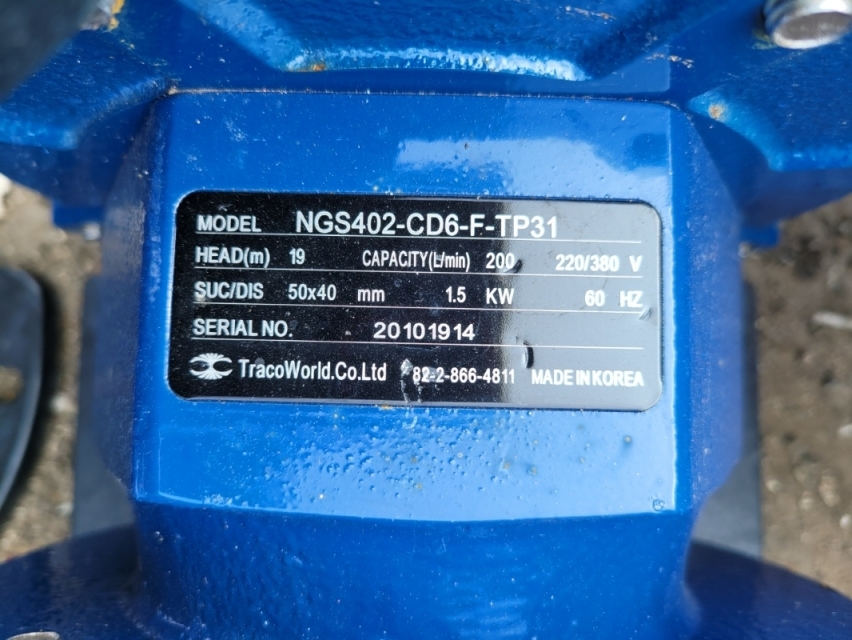 MODEL NGS402-CD6-F-TP31
HEAD(m) 19 CAPACITY(L/min) 200 220/380 V
SUC/DIS 50x40 mm 1.5 KW 60 HZ
SERIAL NO. 20101914
TracoWorld.Co.Ltd 82-2-866-4811 MADE IN KOREA